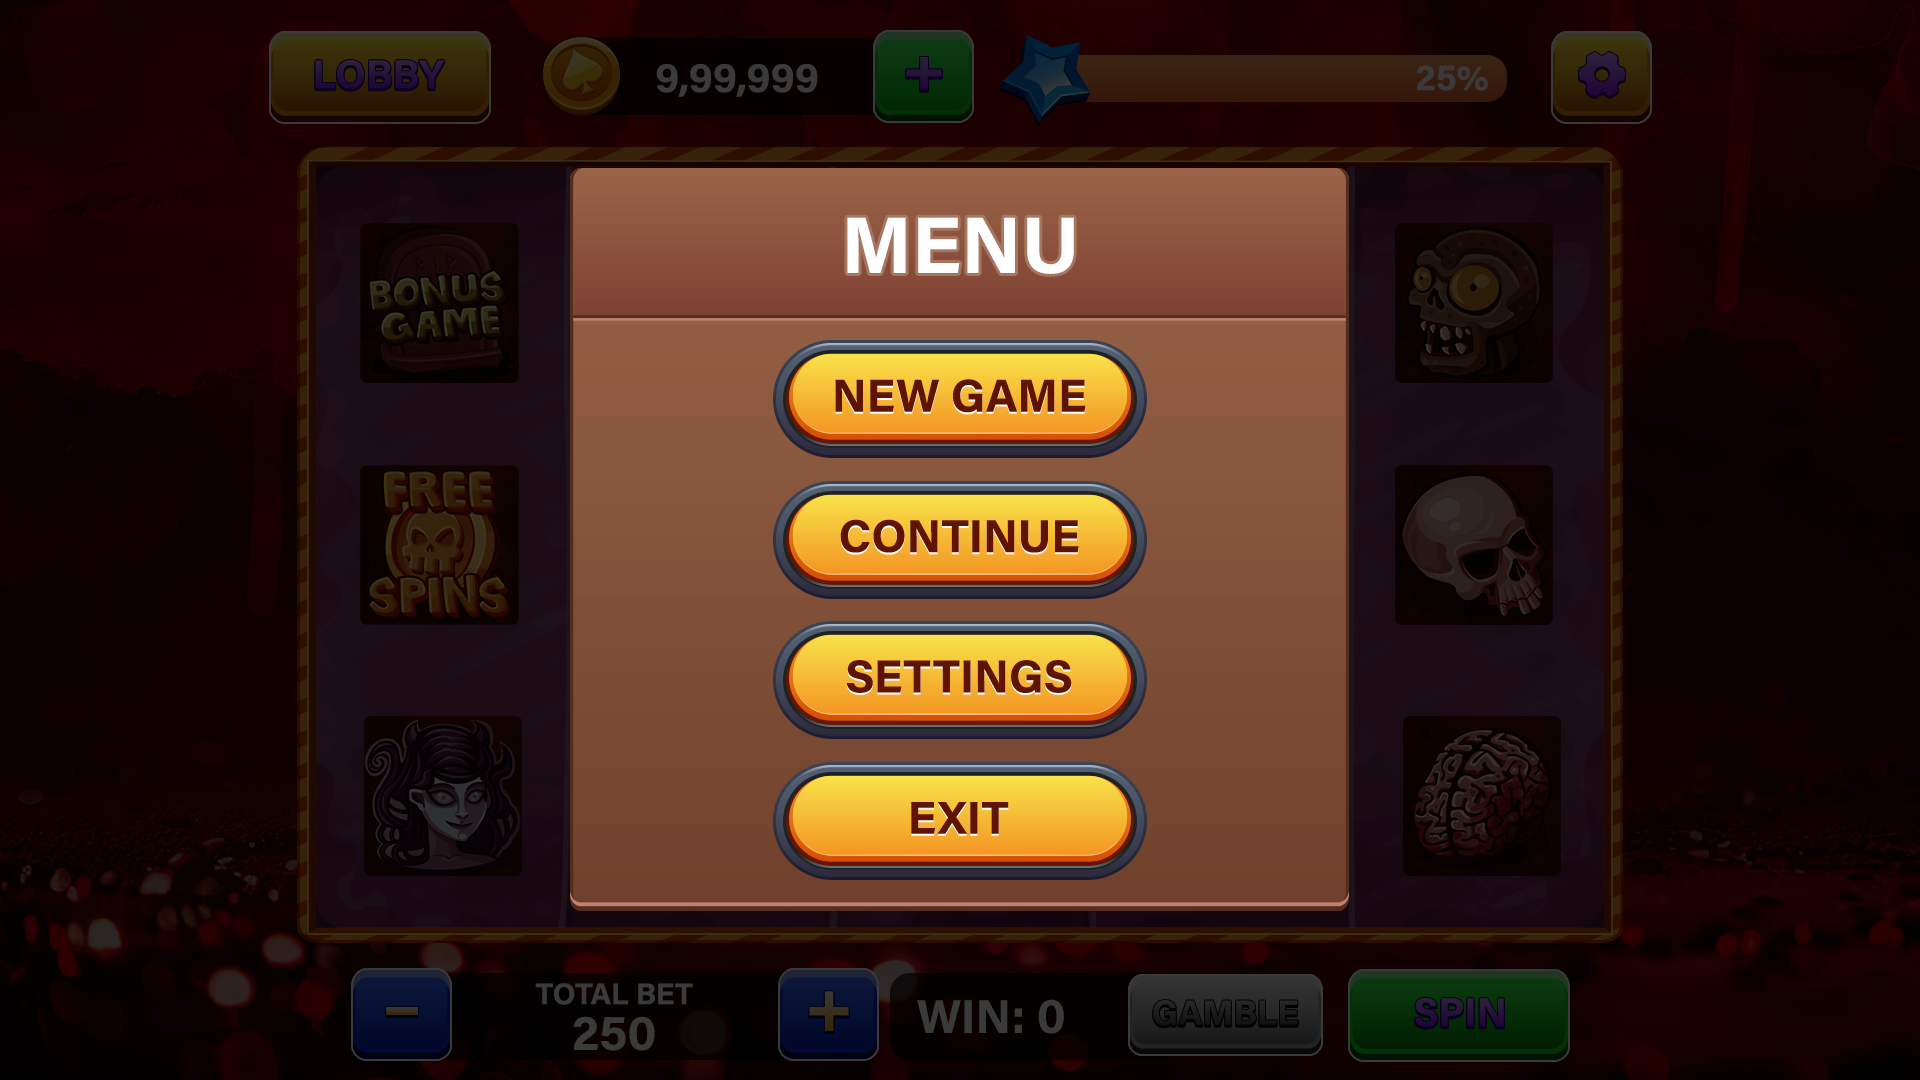 LOBBY
9,99,999
+
25%
MENU
BONUS
GAME
NEW GAME
FREE
SPINS
CONTINUE
SETTINGS
EXIT
−
TOTAL BET
250
+
WIN: 0
GAMBLE
SPIN